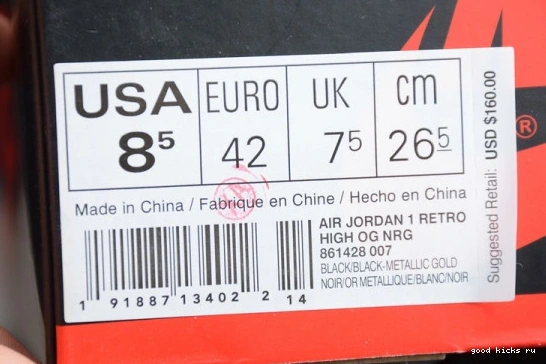 USA EURO UK cm
8⁵ 42 7⁵ 26⁵
Made in China / Fabrique en Chine / Hecho en China
AIR JORDAN 1 RETRO
HIGH OG NRG
861428 007
BLACK/BLACK-METALLIC GOLD
NOIR/OR METALLIQUE/BLANC/NOIR
1 91887 13402 2 14
Suggested Retail: USD $160.00
®
good kicks ru